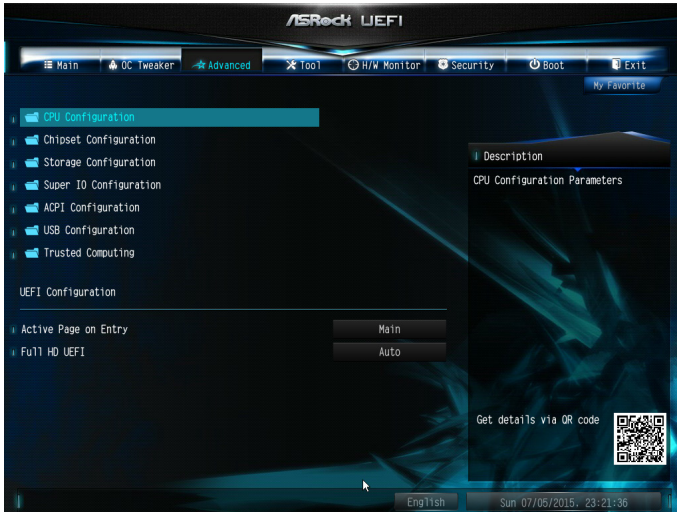 ASRock UEFI
Main OC Tweaker Advanced Tool H/W Monitor Security Boot Exit
My Favorite
CPU Configuration
Chipset Configuration
Storage Configuration
Super IO Configuration
ACPI Configuration
USB Configuration
Trusted Computing
UEFI Configuration
Active Page on Entry Main
Full HD UEFI Auto
Description
CPU Configuration Parameters
Get details via QR code
English Sun 07/05/2015. 23:21:36